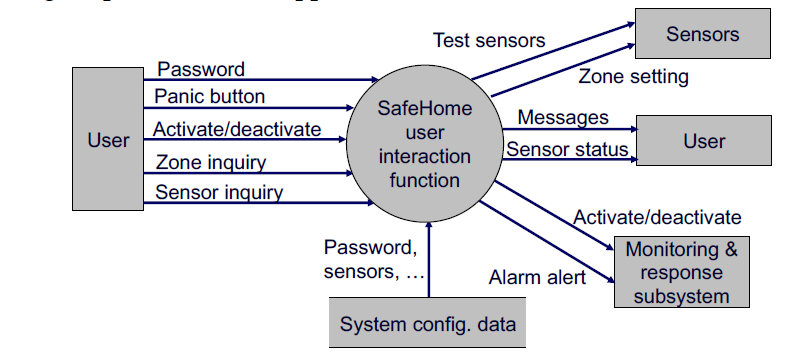 Test sensors
Sensors
Zone setting
Password
Panic button
Activate/deactivate
Zone inquiry
Sensor inquiry
User
SafeHome
user
interaction
function
Messages
Sensor status
User
Activate/deactivate
Alarm alert
Monitoring &
response
subsystem
Password,
sensors, …
System config. data